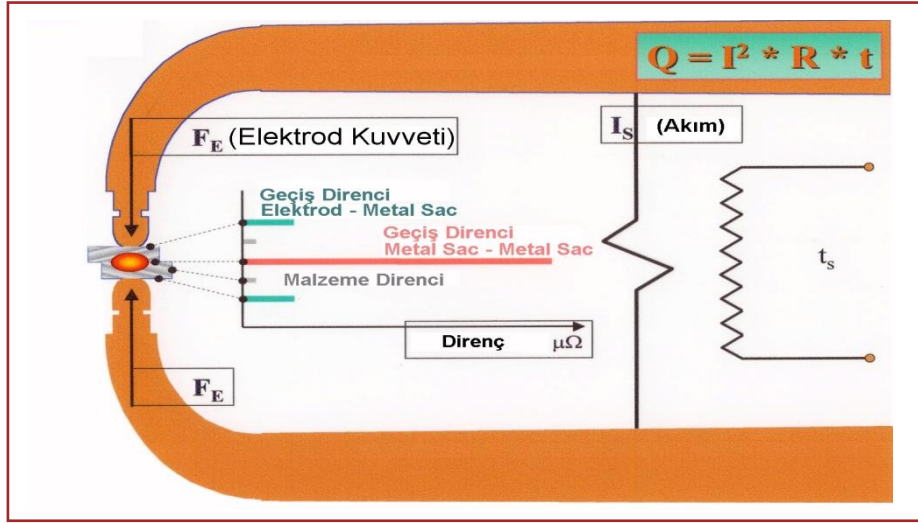 Q = I² * R * t
I_S (Akım)
F_E (Elektrod Kuvveti)
Geçiş Direnci
Elektrod - Metal Sac
Geçiş Direnci
Metal Sac - Metal Sac
Malzeme Direnci
t_s
Direnç µΩ
F_E